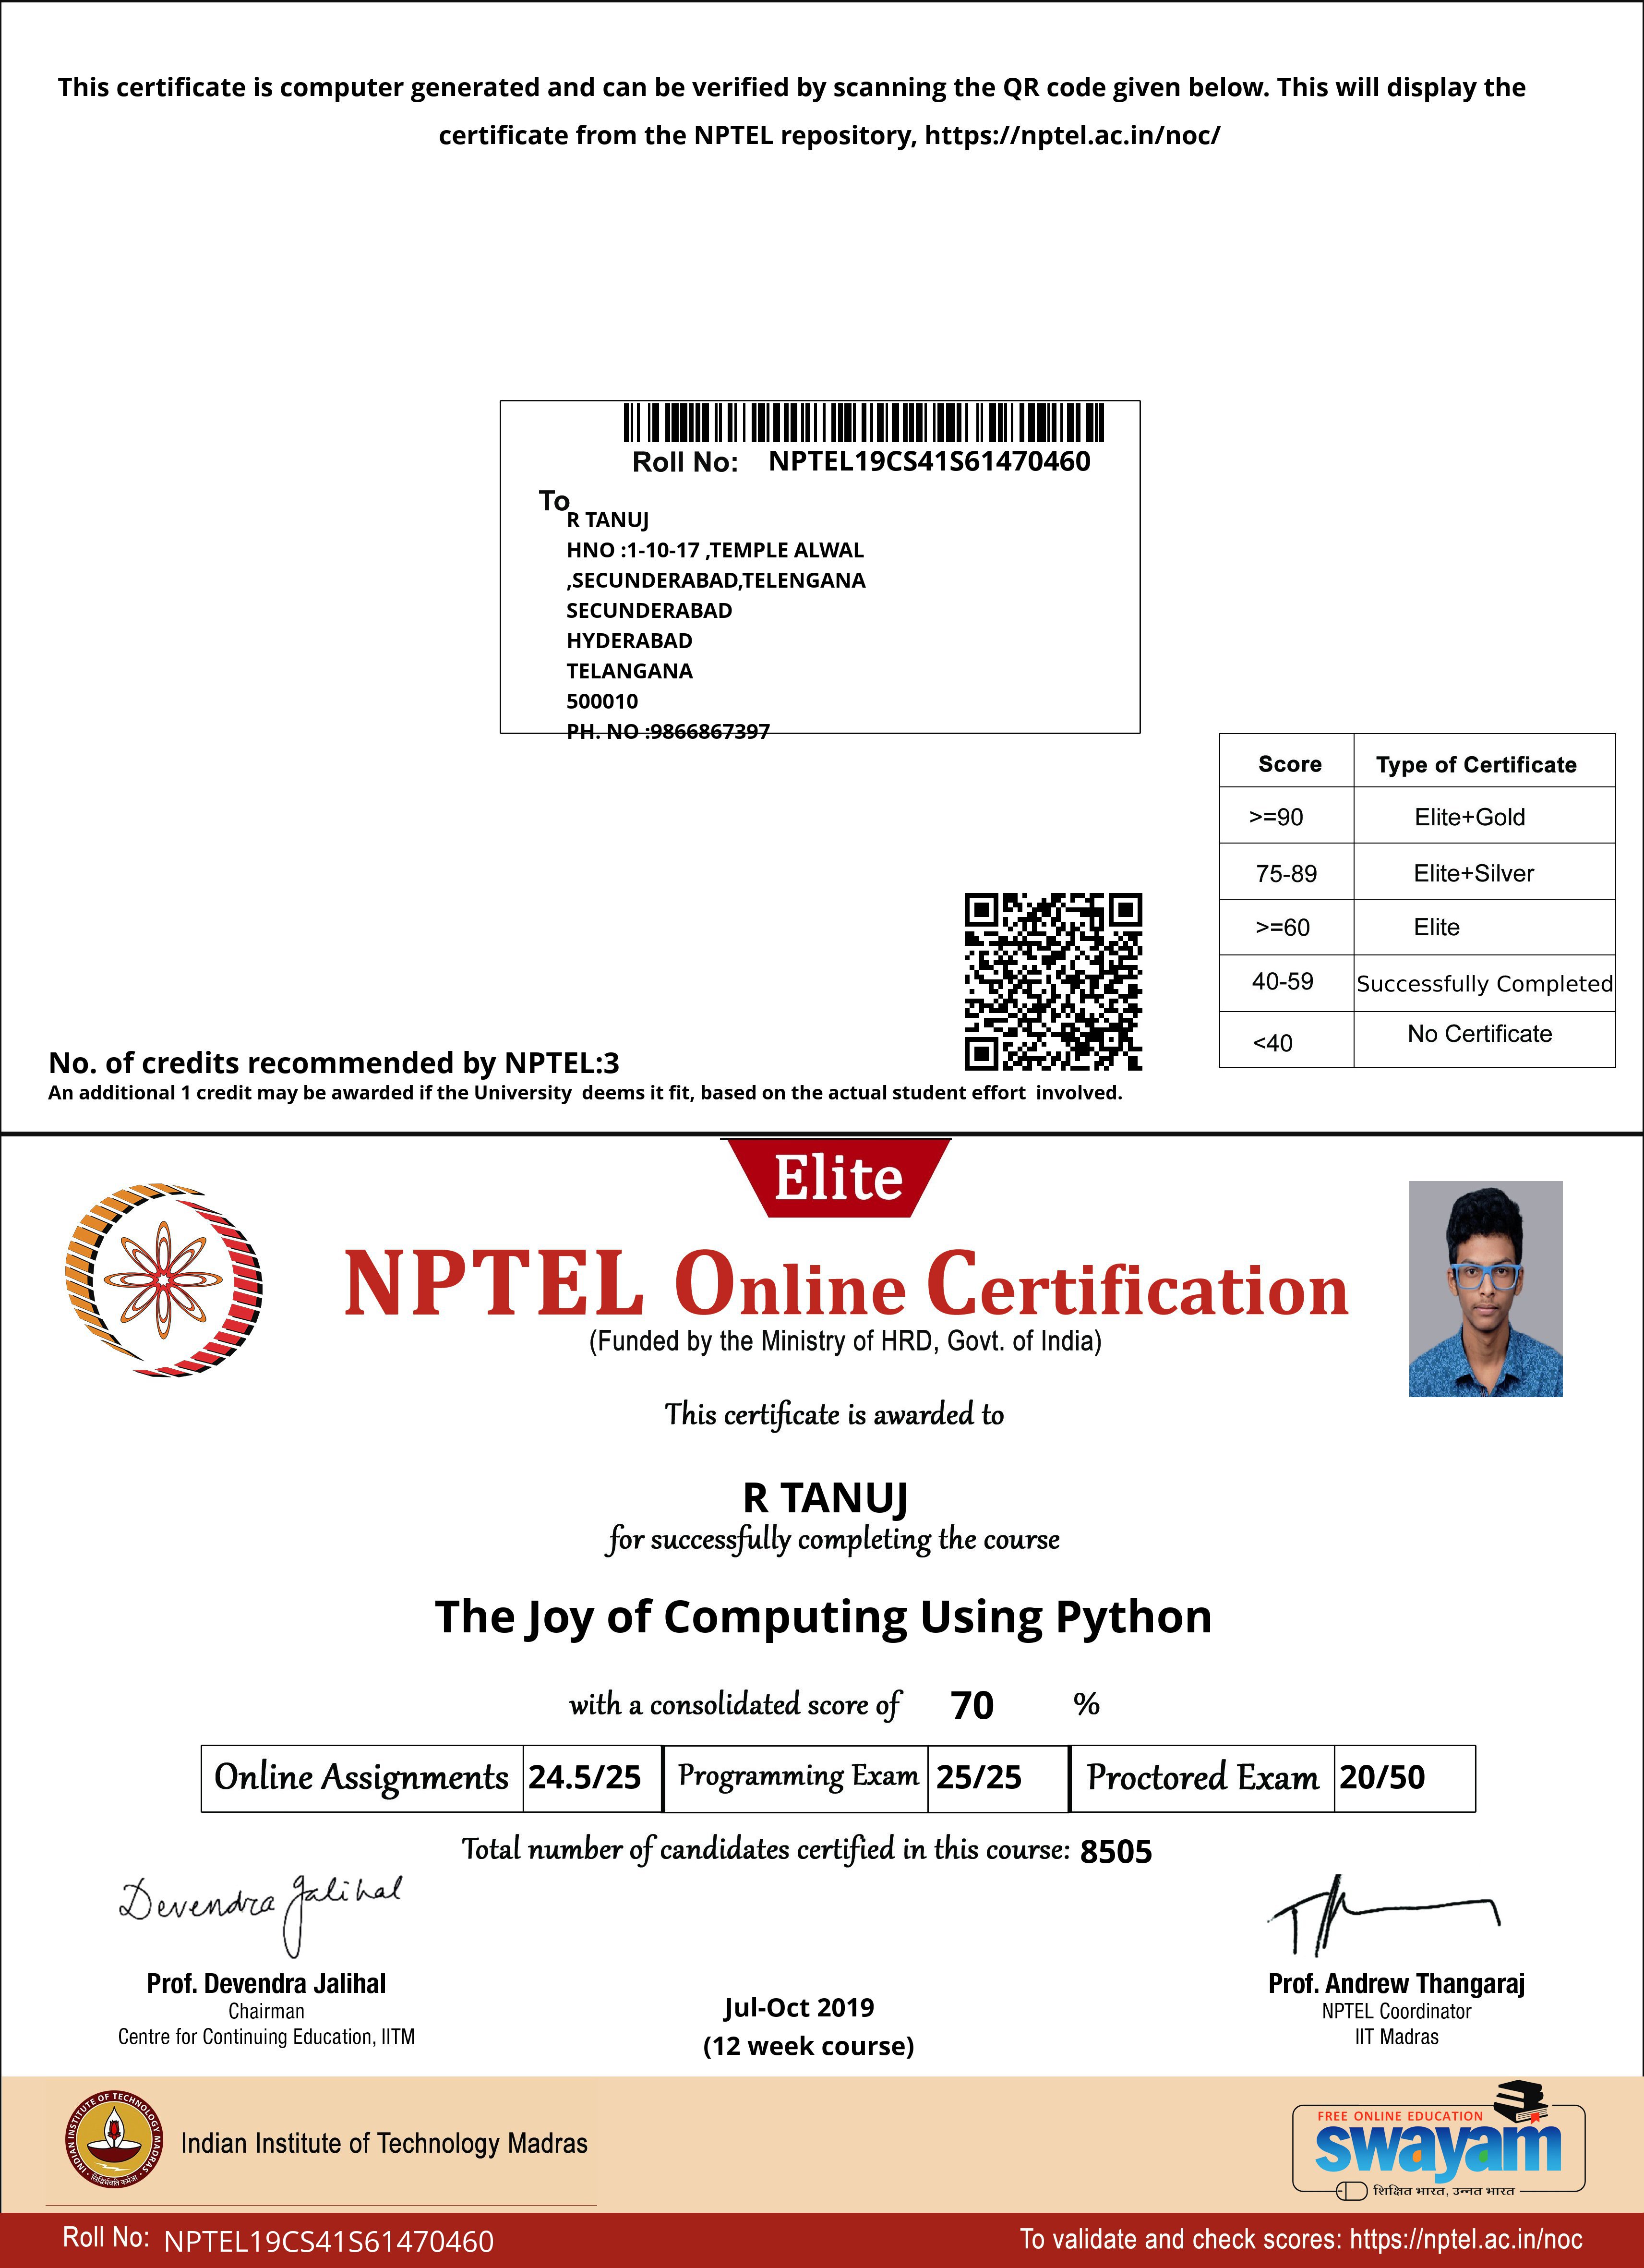 This certificate is computer generated and can be verified by scanning the QR code given below. This will display the
certificate from the NPTEL repository, https://nptel.ac.in/noc/
Roll No: NPTEL19CS41S61470460
To
R TANUJ
HNO :1-10-17 ,TEMPLE ALWAL
,SECUNDERABAD,TELENGANA
SECUNDERABAD
HYDERABAD
TELANGANA
500010
PH. NO :9866867397
Score Type of Certificate
>=90 Elite+Gold
75-89 Elite+Silver
>=60 Elite
40-59 Successfully Completed
<40 No Certificate
No. of credits recommended by NPTEL:3
An additional 1 credit may be awarded if the University deems it fit, based on the actual student effort involved.
Elite
NPTEL Online Certification
(Funded by the Ministry of HRD, Govt. of India)
This certificate is awarded to
R TANUJ
for successfully completing the course
The Joy of Computing Using Python
with a consolidated score of 70 %
Online Assignments 24.5/25 Programming Exam 25/25 Proctored Exam 20/50
Total number of candidates certified in this course: 8505
Devendra Jalihal
Prof. Devendra Jalihal
Chairman
Centre for Continuing Education, IITM
Jul-Oct 2019
(12 week course)
Prof. Andrew Thangaraj
NPTEL Coordinator
IIT Madras
INDIAN INSTITUTE OF TECHNOLOGY MADRAS
सिद्धिर्भवति कर्मजा
Indian Institute of Technology Madras
FREE ONLINE EDUCATION
swayam
शिक्षित भारत, उन्नत भारत
Roll No: NPTEL19CS41S61470460
To validate and check scores: https://nptel.ac.in/noc